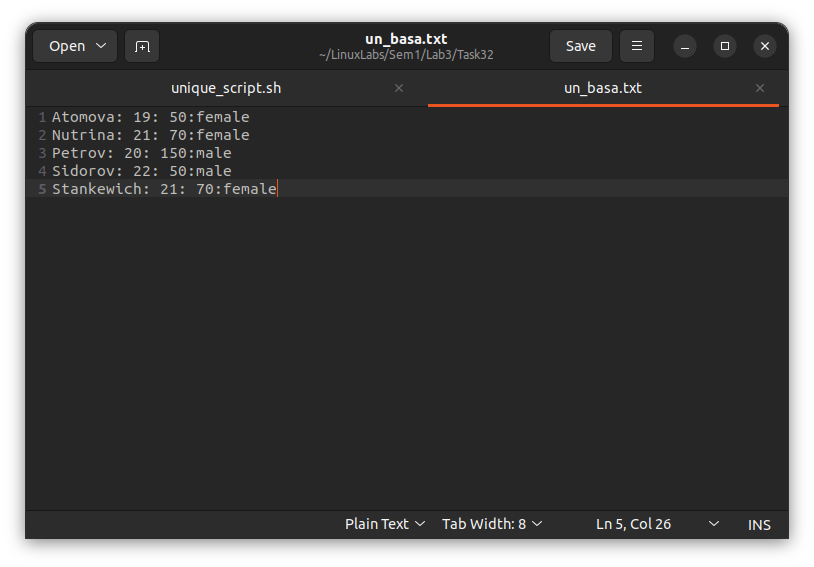 Open
un_basa.txt
~/LinuxLabs/Sem1/Lab3/Task32
Save
unique_script.sh
un_basa.txt
1 Atomova: 19: 50:female
2 Nutrina: 21: 70:female
3 Petrov: 20: 150:male
4 Sidorov: 22: 50:male
5 Stankewich: 21: 70:female
Plain Text Tab Width: 8 Ln 5, Col 26 INS